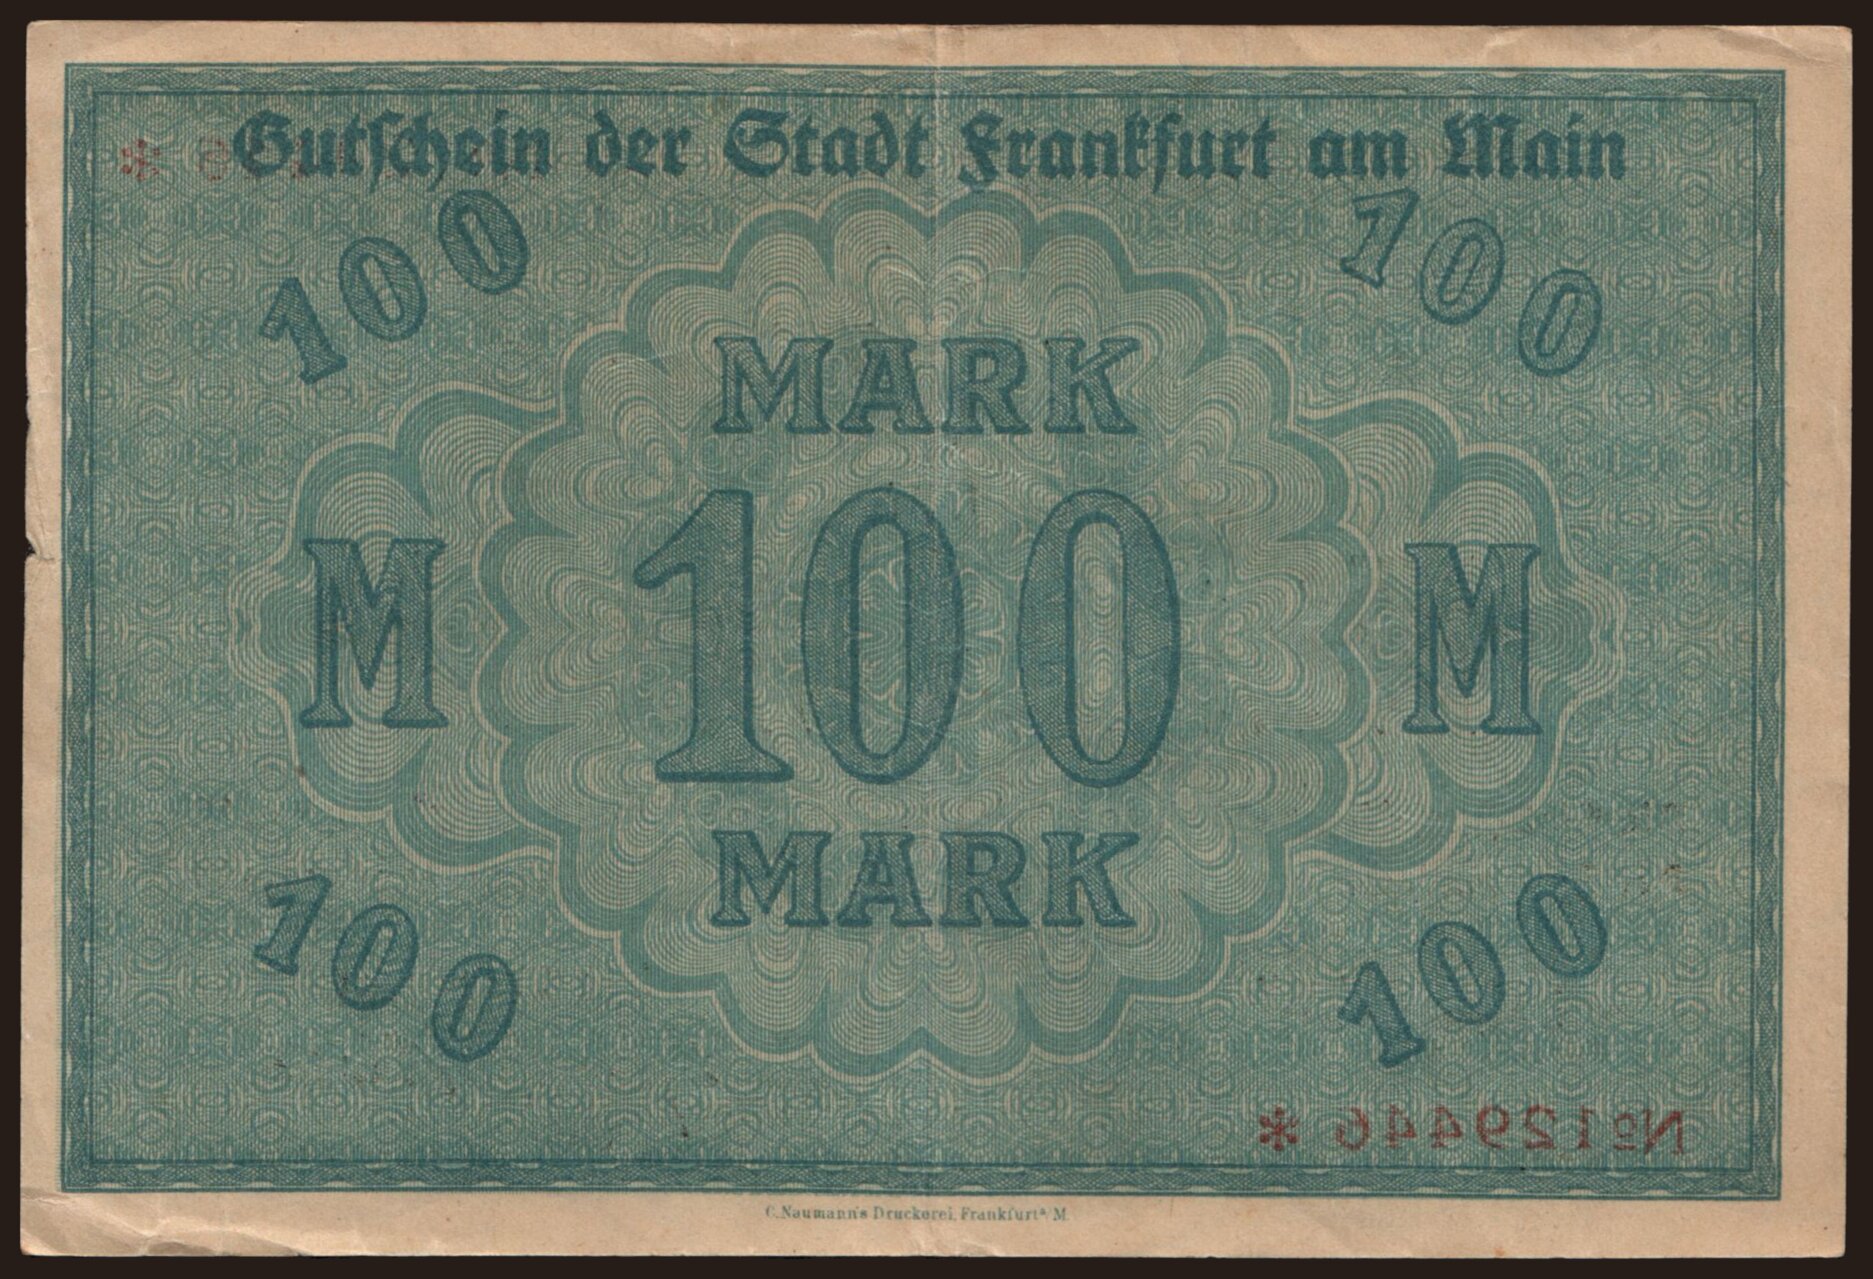 Gutschein der Stadt Frankfurt am Main
100
100
MARK
M 100 M
MARK
100
100
№129446 *
C. Naumann's Druckerei, Frankfurt a. M.